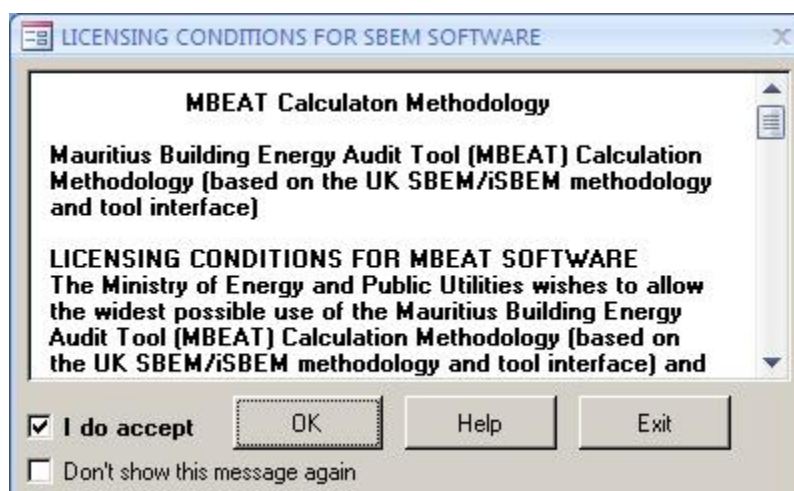 LICENSING CONDITIONS FOR SBEM SOFTWARE
MBEAT Calculaton Methodology
Mauritius Building Energy Audit Tool (MBEAT) Calculation
Methodology (based on the UK SBEM/iSBEM methodology
and tool interface)
LICENSING CONDITIONS FOR MBEAT SOFTWARE
The Ministry of Energy and Public Utilities wishes to allow
the widest possible use of the Mauritius Building Energy
Audit Tool (MBEAT) Calculation Methodology (based on
the UK SBEM/iSBEM methodology and tool interface) and
I do accept
OK
Help
Exit
Don't show this message again